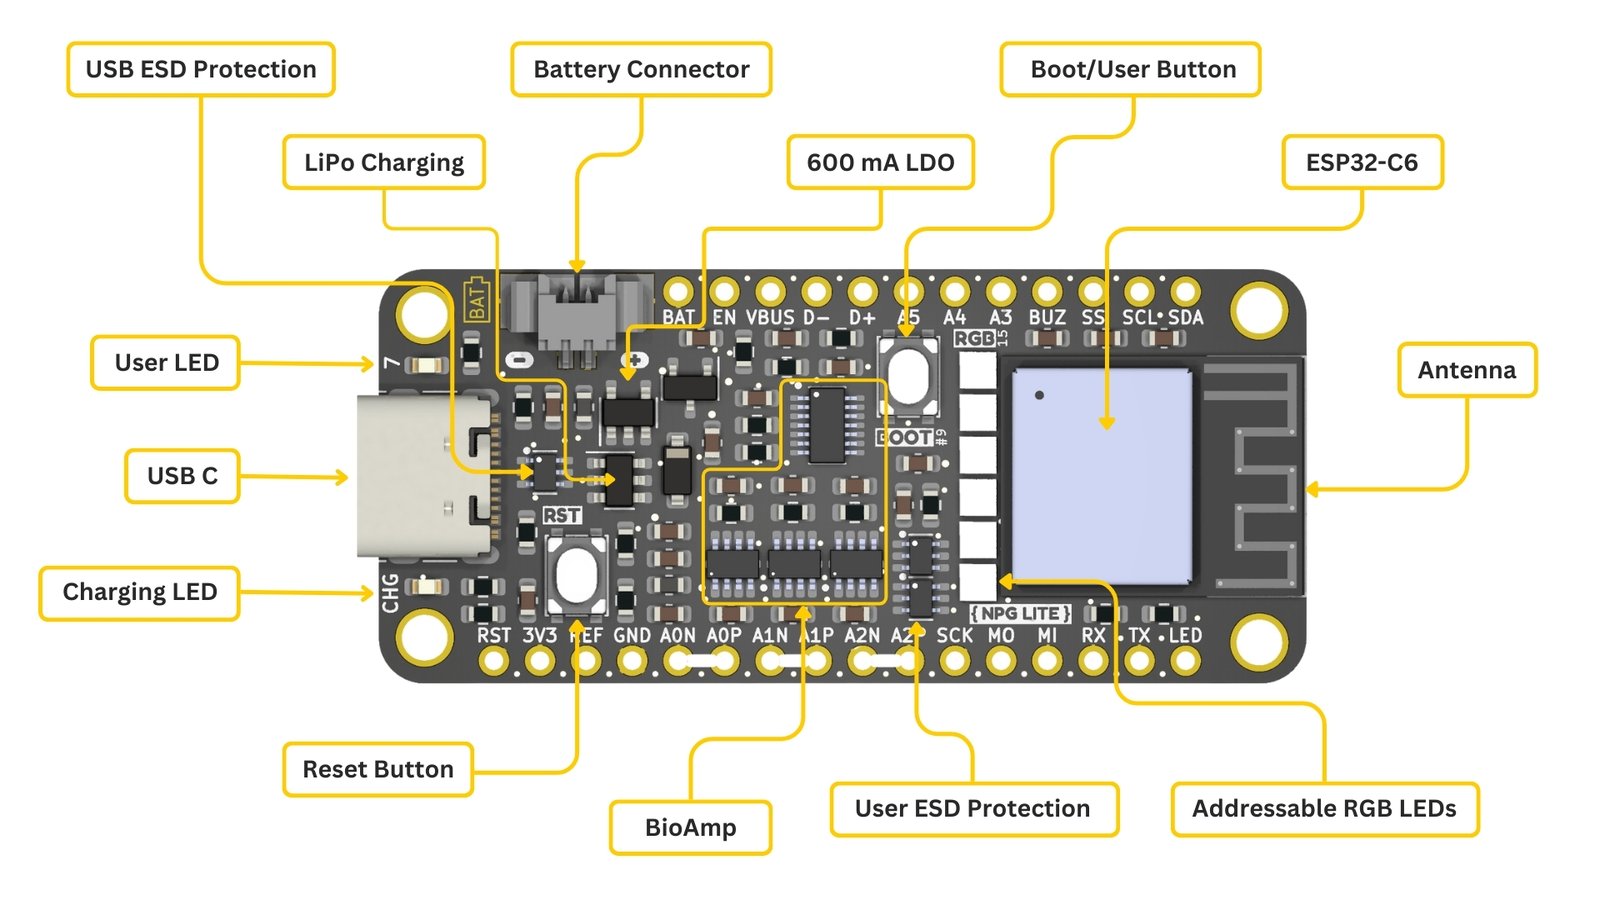 USB ESD Protection
Battery Connector
Boot/User Button
LiPo Charging
600 mA LDO
ESP32-C6
User LED
Antenna
USB C
Charging LED
Reset Button
BioAmp
User ESD Protection
Addressable RGB LEDs
BAT
BAT EN VBUS D- D+ A5 A4 A3 BUZ SS SCL SDA
7
- +
RGB 15
BOOT #9
RST
CHG
{ NPG LITE }
RST 3V3 REF GND A0N A0P A1N A1P A2N A2P SCK MO MI RX TX LED